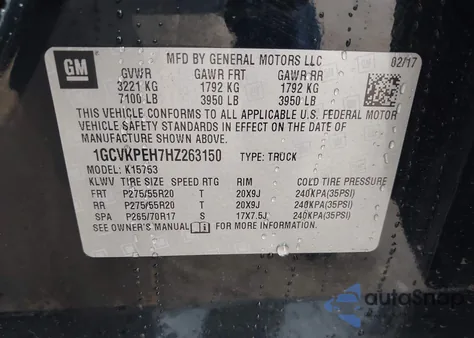 GM
MFD BY GENERAL MOTORS LLC 02/17
GVWR GAWR FRT GAWR RR
3221 KG 1792 KG 1792 KG
7100 LB 3950 LB 3950 LB
THIS VEHICLE CONFORMS TO ALL APPLICABLE U.S. FEDERAL MOTOR
VEHICLE SAFETY STANDARDS IN EFFECT ON THE DATE OF
MANUFACTURE SHOWN ABOVE.
1GCVKPEH7HZ263150 TYPE: TRUCK
MODEL: K15753
KLWV TIRE SIZE SPEED RTG RIM COLD TIRE PRESSURE
FRT P275/55R20 T 20X9J 240KPA(35PSI)
RR P275/55R20 T 20X9J 240KPA(35PSI)
SPA P265/70R17 S 17X7.5J 240KPA(35PSI)
SEE OWNER'S MANUAL FOR MORE INFORMATION.
autoSnap